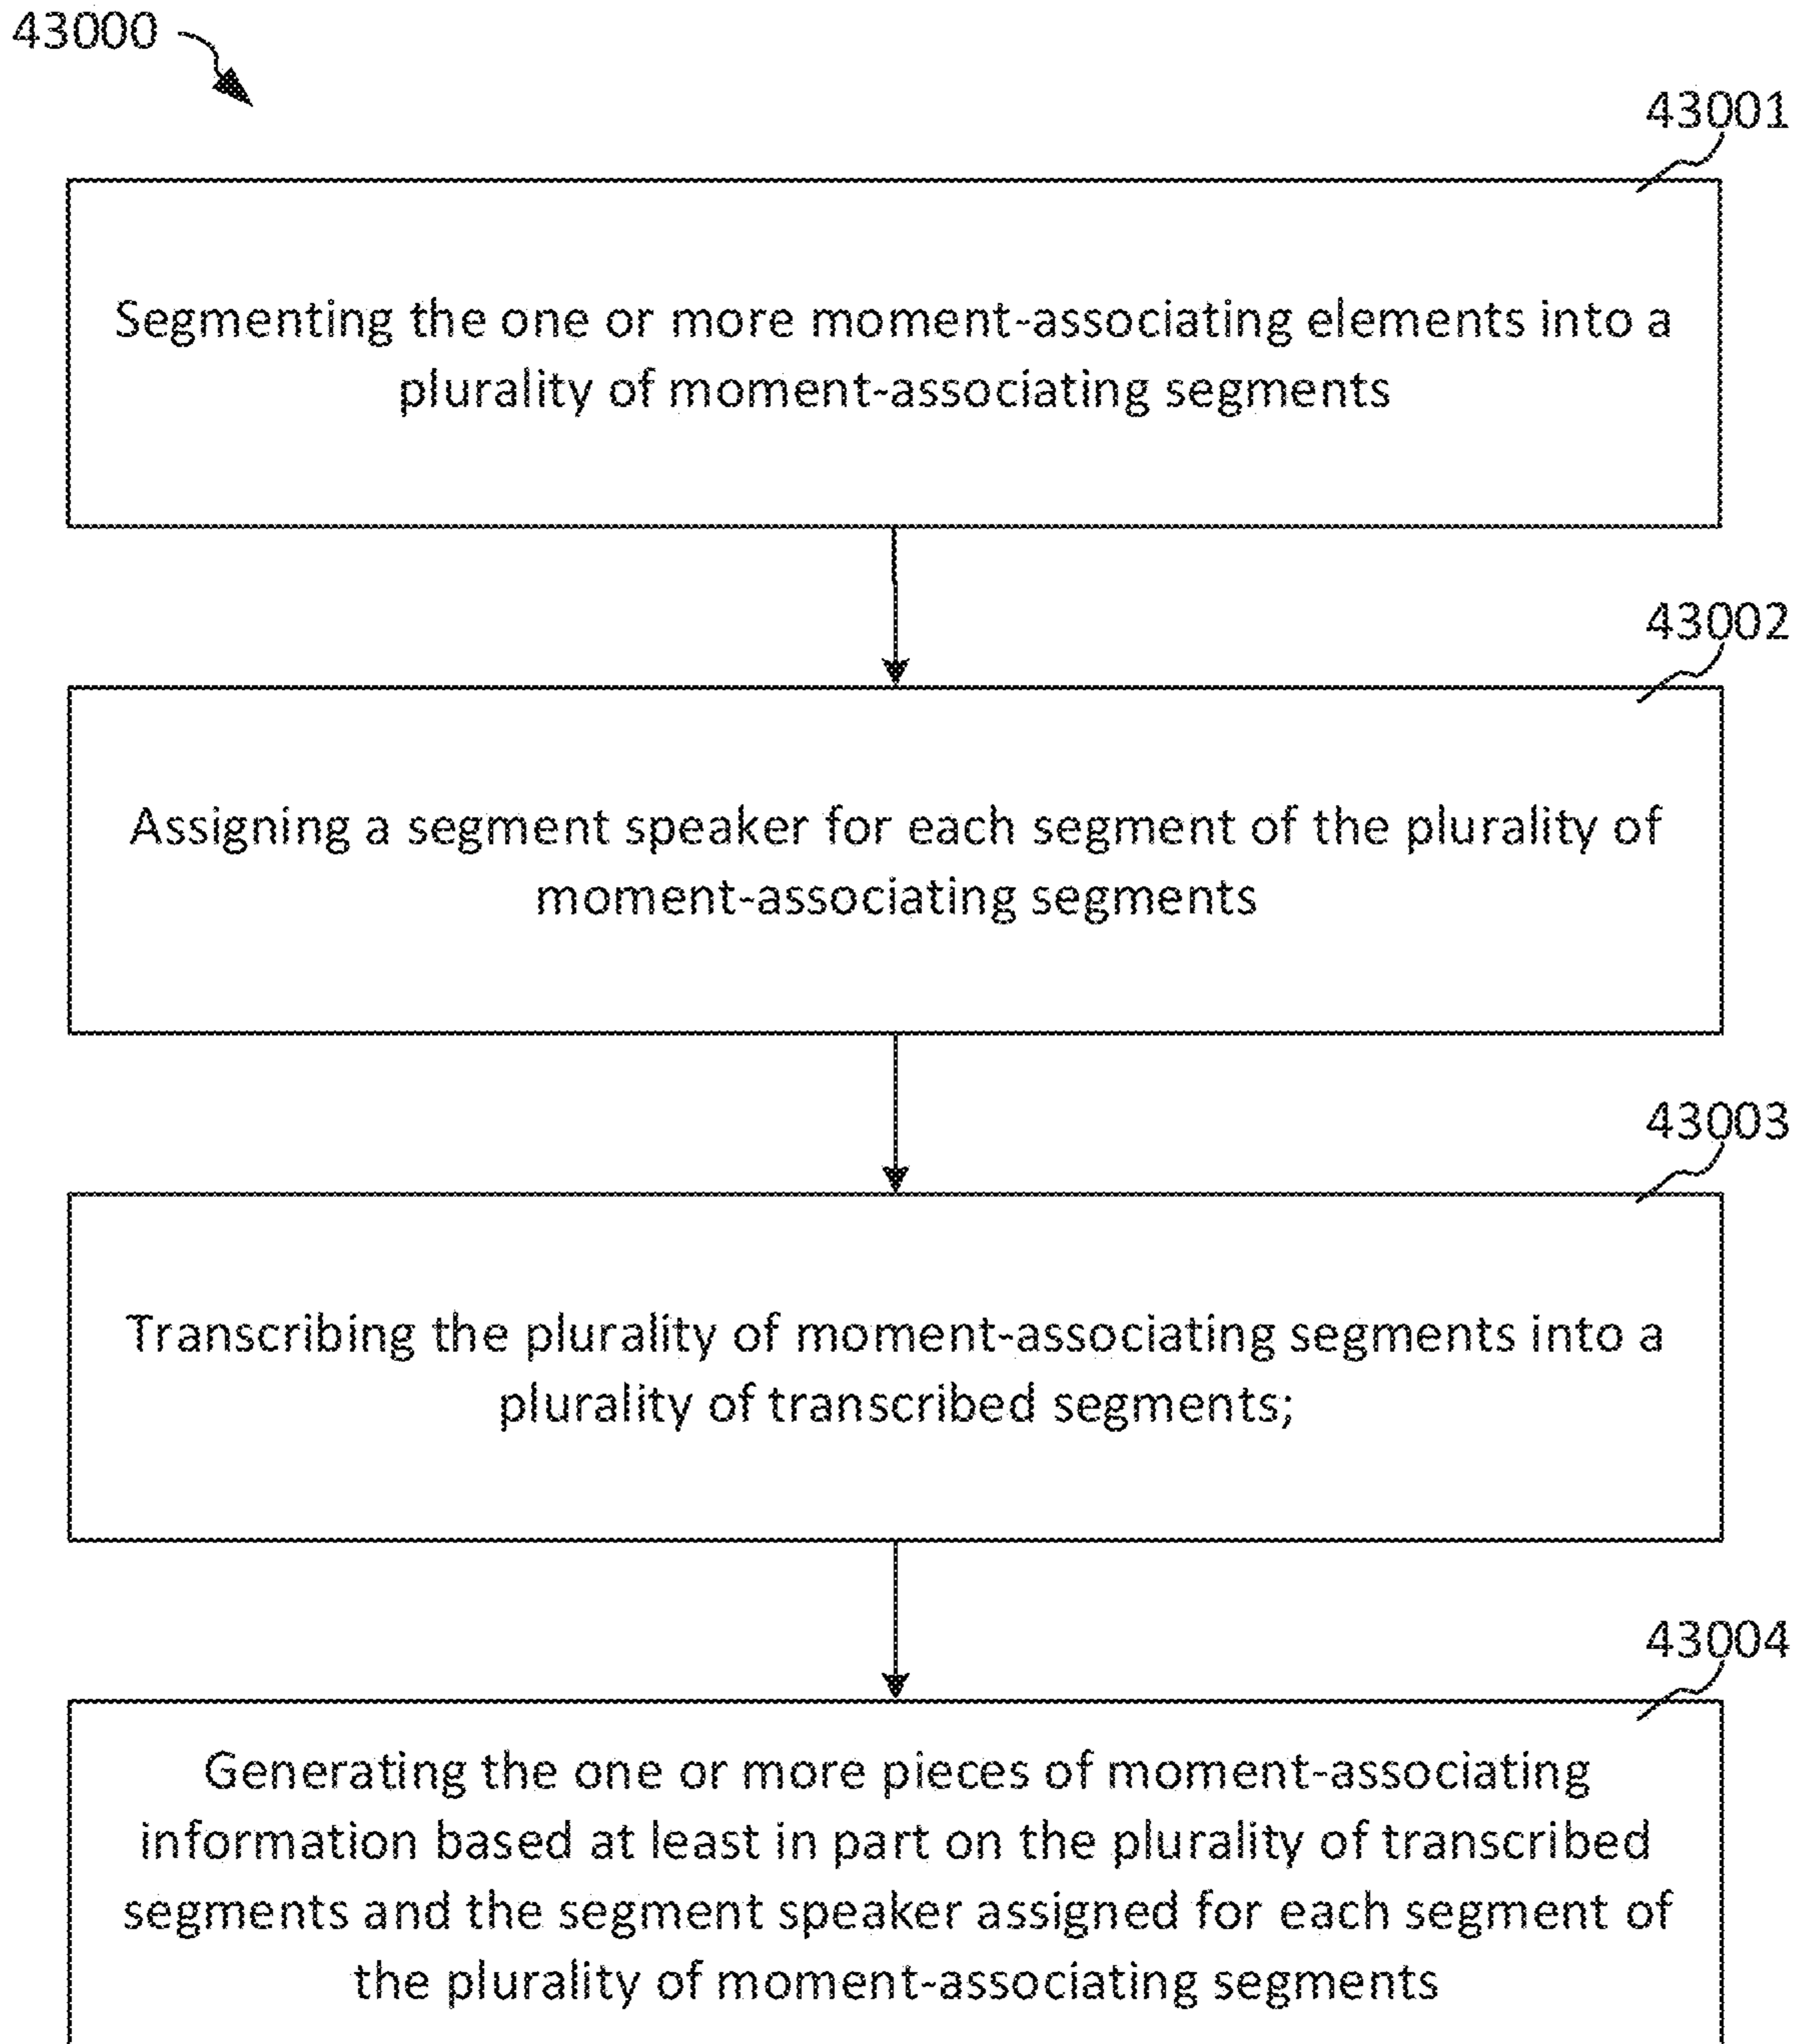 43000
43001
Segmenting the one or more moment-associating elements into a
plurality of moment-associating segments
43002
Assigning a segment speaker for each segment of the plurality of
moment-associating segments
43003
Transcribing the plurality of moment-associating segments into a
plurality of transcribed segments;
43004
Generating the one or more pieces of moment-associating
information based at least in part on the plurality of transcribed
segments and the segment speaker assigned for each segment of
the plurality of moment-associating segments